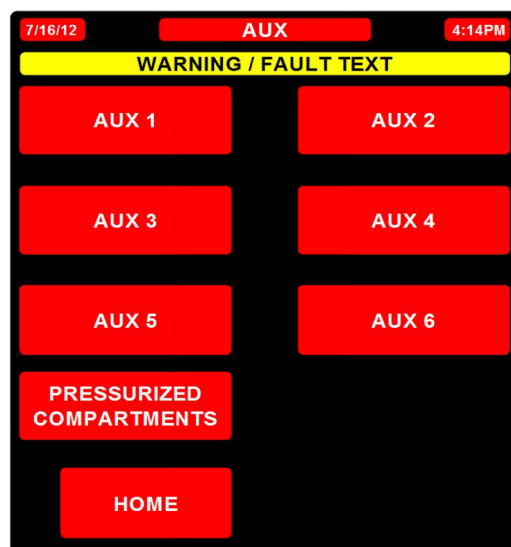 7/16/12 AUX 4:14PM
WARNING / FAULT TEXT
AUX 1 AUX 2
AUX 3 AUX 4
AUX 5 AUX 6
PRESSURIZED
COMPARTMENTS
HOME